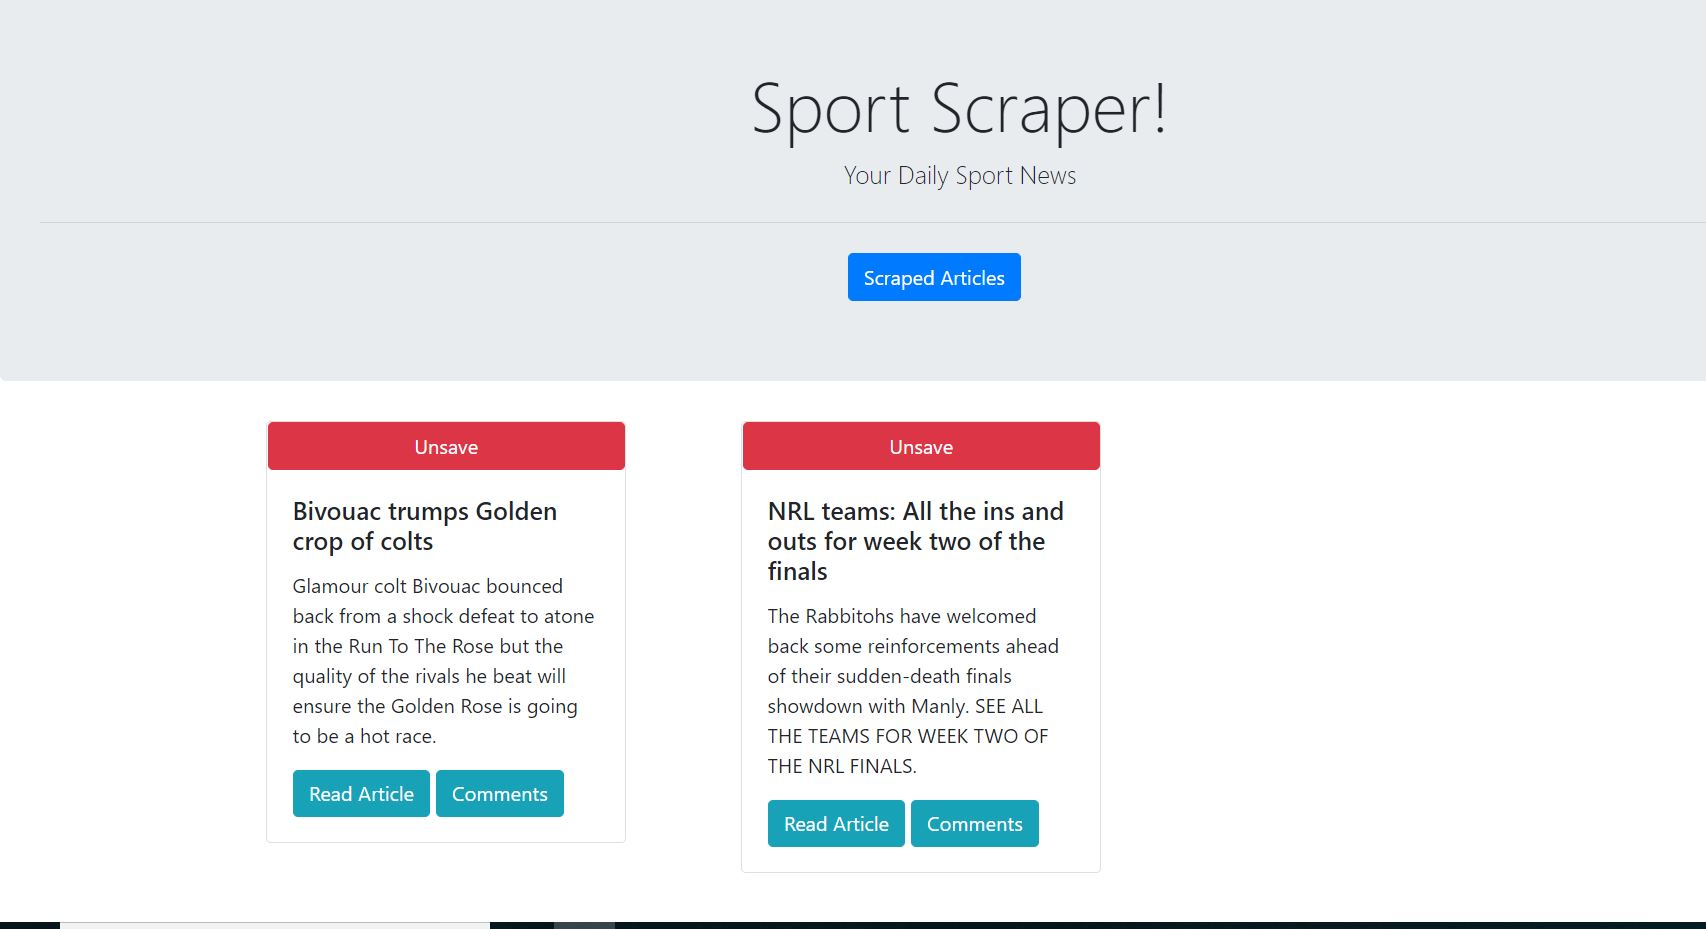 Sport Scraper!
Your Daily Sport News
Scraped Articles
Unsave
Bivouac trumps Golden
crop of colts
Glamour colt Bivouac bounced
back from a shock defeat to atone
in the Run To The Rose but the
quality of the rivals he beat will
ensure the Golden Rose is going
to be a hot race.
Read Article
Comments
Unsave
NRL teams: All the ins and
outs for week two of the
finals
The Rabbitohs have welcomed
back some reinforcements ahead
of their sudden-death finals
showdown with Manly. SEE ALL
THE TEAMS FOR WEEK TWO OF
THE NRL FINALS.
Read Article
Comments